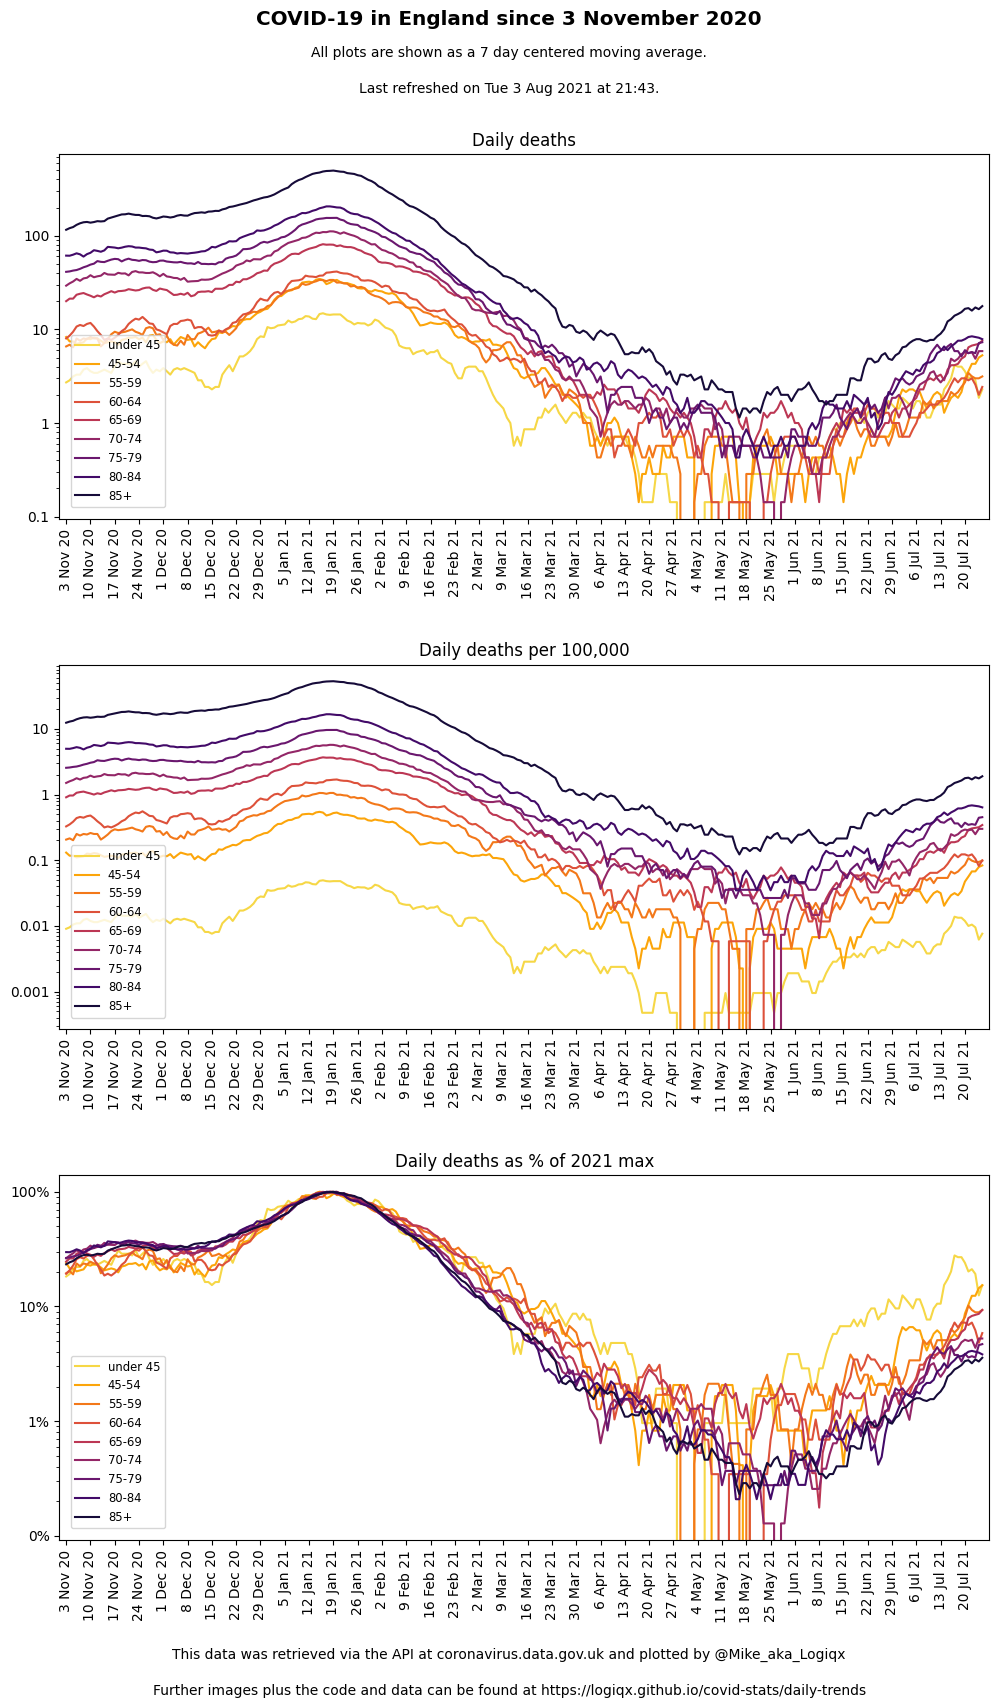 COVID-19 in England since 3 November 2020
All plots are shown as a 7 day centered moving average.
Last refreshed on Tue 3 Aug 2021 at 21:43.
Daily deaths
100
10
1
0.1
under 45
45-54
55-59
60-64
65-69
70-74
75-79
80-84
85+
3 Nov 20
10 Nov 20
17 Nov 20
24 Nov 20
1 Dec 20
8 Dec 20
15 Dec 20
22 Dec 20
29 Dec 20
5 Jan 21
12 Jan 21
19 Jan 21
26 Jan 21
2 Feb 21
9 Feb 21
16 Feb 21
23 Feb 21
2 Mar 21
9 Mar 21
16 Mar 21
23 Mar 21
30 Mar 21
6 Apr 21
13 Apr 21
20 Apr 21
27 Apr 21
4 May 21
11 May 21
18 May 21
25 May 21
1 Jun 21
8 Jun 21
15 Jun 21
22 Jun 21
29 Jun 21
6 Jul 21
13 Jul 21
20 Jul 21
Daily deaths per 100,000
10
1
0.1
0.01
0.001
under 45
45-54
55-59
60-64
65-69
70-74
75-79
80-84
85+
3 Nov 20
10 Nov 20
17 Nov 20
24 Nov 20
1 Dec 20
8 Dec 20
15 Dec 20
22 Dec 20
29 Dec 20
5 Jan 21
12 Jan 21
19 Jan 21
26 Jan 21
2 Feb 21
9 Feb 21
16 Feb 21
23 Feb 21
2 Mar 21
9 Mar 21
16 Mar 21
23 Mar 21
30 Mar 21
6 Apr 21
13 Apr 21
20 Apr 21
27 Apr 21
4 May 21
11 May 21
18 May 21
25 May 21
1 Jun 21
8 Jun 21
15 Jun 21
22 Jun 21
29 Jun 21
6 Jul 21
13 Jul 21
20 Jul 21
Daily deaths as % of 2021 max
100%
10%
1%
0%
under 45
45-54
55-59
60-64
65-69
70-74
75-79
80-84
85+
3 Nov 20
10 Nov 20
17 Nov 20
24 Nov 20
1 Dec 20
8 Dec 20
15 Dec 20
22 Dec 20
29 Dec 20
5 Jan 21
12 Jan 21
19 Jan 21
26 Jan 21
2 Feb 21
9 Feb 21
16 Feb 21
23 Feb 21
2 Mar 21
9 Mar 21
16 Mar 21
23 Mar 21
30 Mar 21
6 Apr 21
13 Apr 21
20 Apr 21
27 Apr 21
4 May 21
11 May 21
18 May 21
25 May 21
1 Jun 21
8 Jun 21
15 Jun 21
22 Jun 21
29 Jun 21
6 Jul 21
13 Jul 21
20 Jul 21
This data was retrieved via the API at coronavirus.data.gov.uk and plotted by @Mike_aka_Logiqx
Further images plus the code and data can be found at https://logiqx.github.io/covid-stats/daily-trends